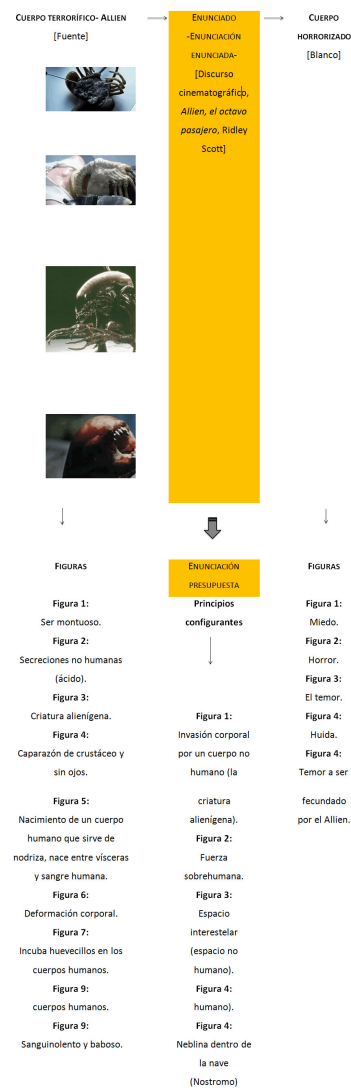 CUERPO TERRORÍFICO- ALLIEN
[Fuente]
ENUNCIADO
-ENUNCIACIÓN
ENUNCIADA-
[Discurso
cinematográfico,
Allien, el octavo
pasajero, Ridley
Scott]
CUERPO
HORRORIZADO
[Blanco]
FIGURAS
Figura 1:
Ser montuoso.
Figura 2:
Secreciones no humanas
(ácido).
Figura 3:
Criatura alienígena.
Figura 4:
Caparazón de crustáceo y
sin ojos.
Figura 5:
Nacimiento de un cuerpo
humano que sirve de
nodriza, nace entre vísceras
y sangre humana.
Figura 6:
Deformación corporal.
Figura 7:
Incuba huevecillos en los
cuerpos humanos.
Figura 9:
cuerpos humanos.
Figura 9:
Sanguinolento y baboso.
ENUNCIACIÓN
PRESUPUESTA
Principios
configurantes
Figura 1:
Invasión corporal
por un cuerpo no
humano (la
criatura
alienígena).
Figura 2:
Fuerza
sobrehumana.
Figura 3:
Espacio
interestelar
(espacio no
humano).
Figura 4:
humano).
Figura 4:
Neblina dentro de
la nave
(Nostromo)
FIGURAS
Figura 1:
Miedo.
Figura 2:
Horror.
Figura 3:
El temor.
Figura 4:
Huida.
Figura 4:
Temor a ser
fecundado
por el Allien.